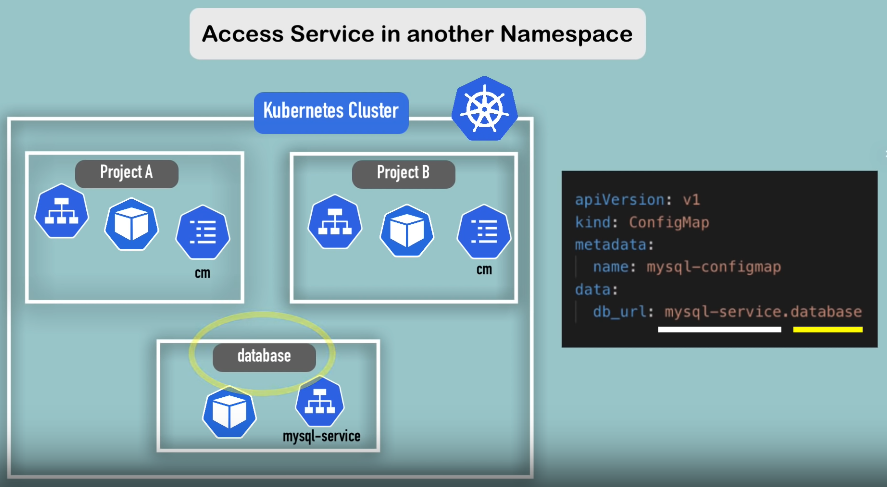 Access Service in another Namespace
Kubernetes Cluster
Project A
cm
Project B
cm
database
mysql-service
apiVersion: v1
kind: ConfigMap
metadata:
name: mysql-configmap
data:
db_url: mysql-service.database